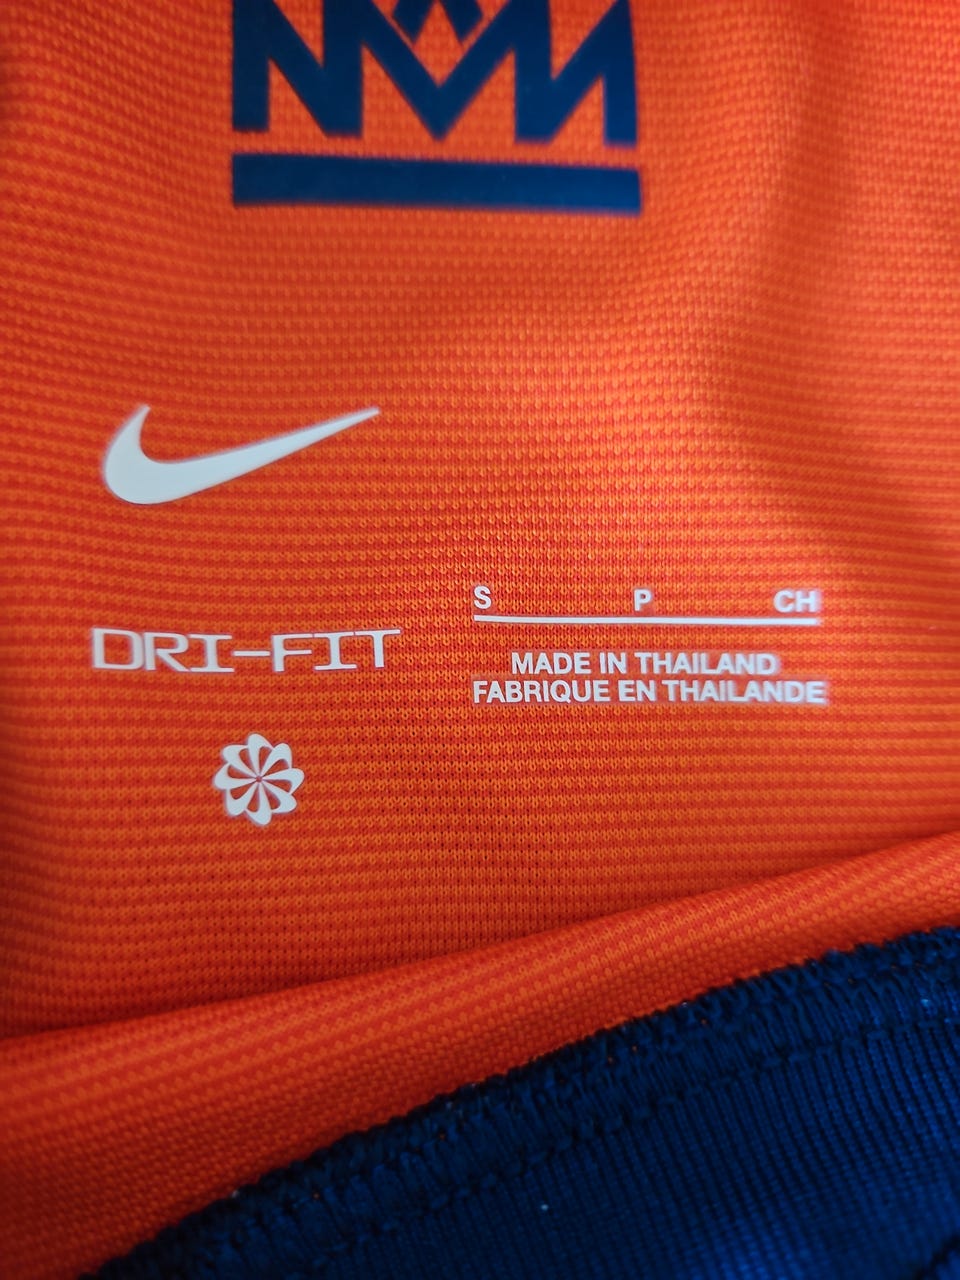 S P CH
DRI-FIT
MADE IN THAILAND
FABRIQUE EN THAILANDE